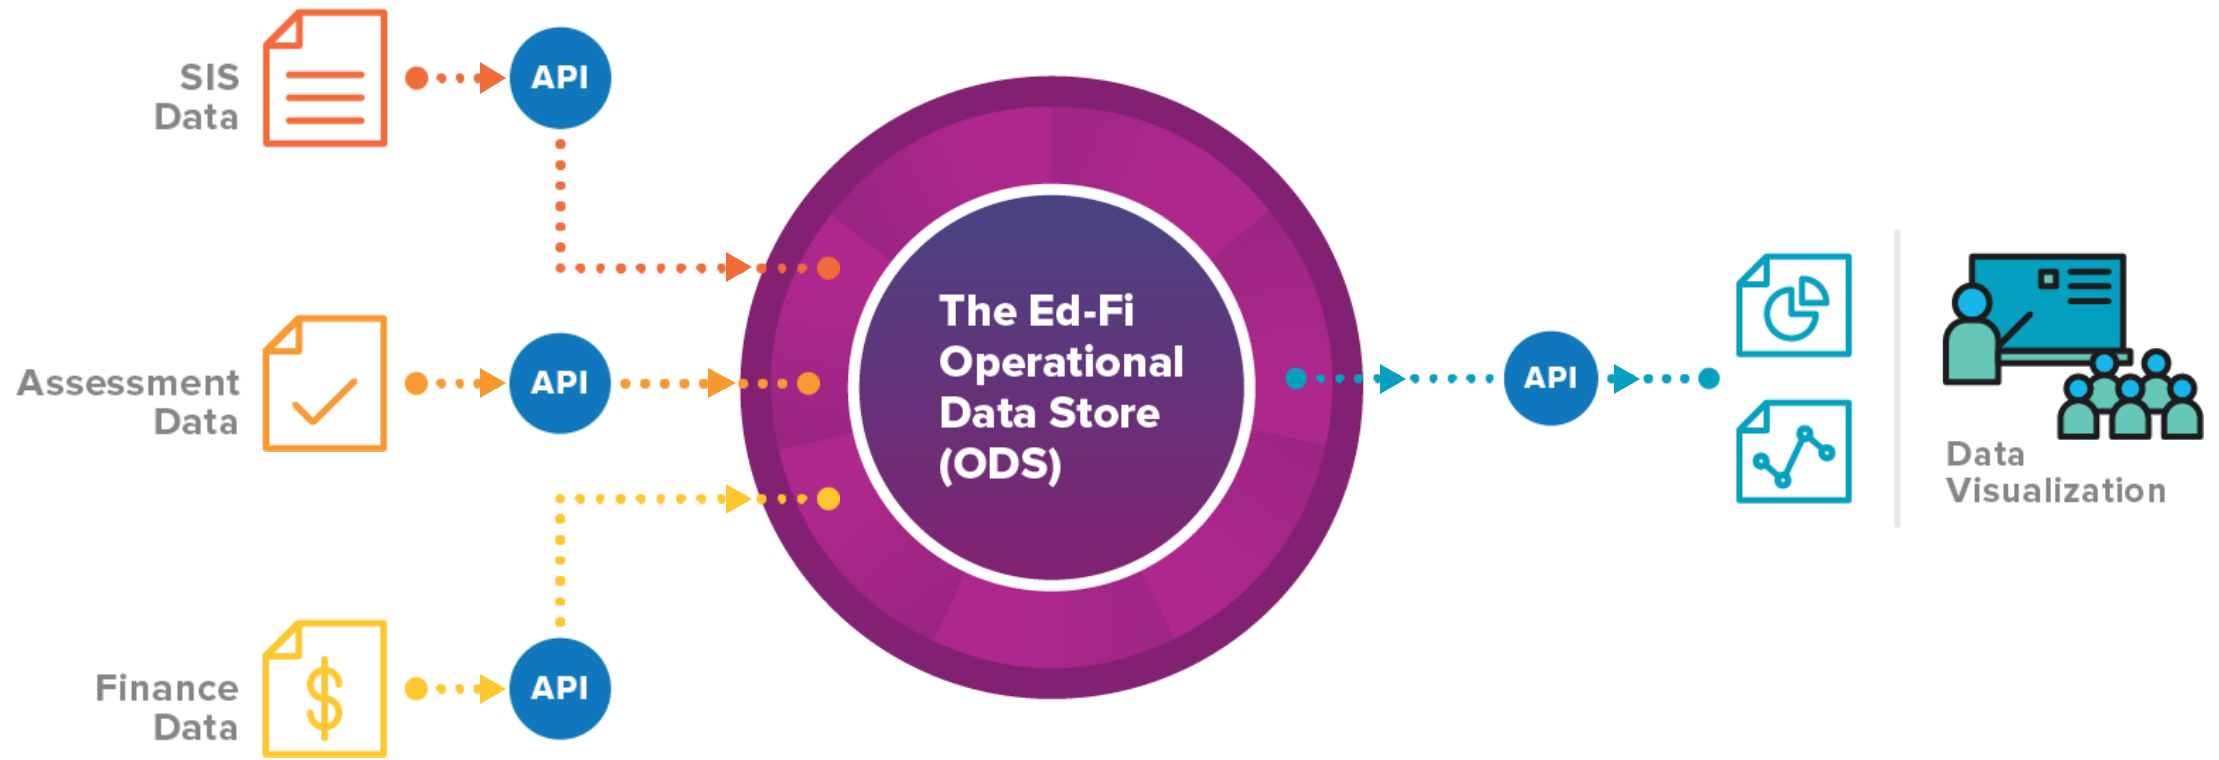 SIS
Data
API
Assessment
Data
API
Finance
Data
API
The Ed-Fi
Operational
Data Store
(ODS)
API
Data
Visualization